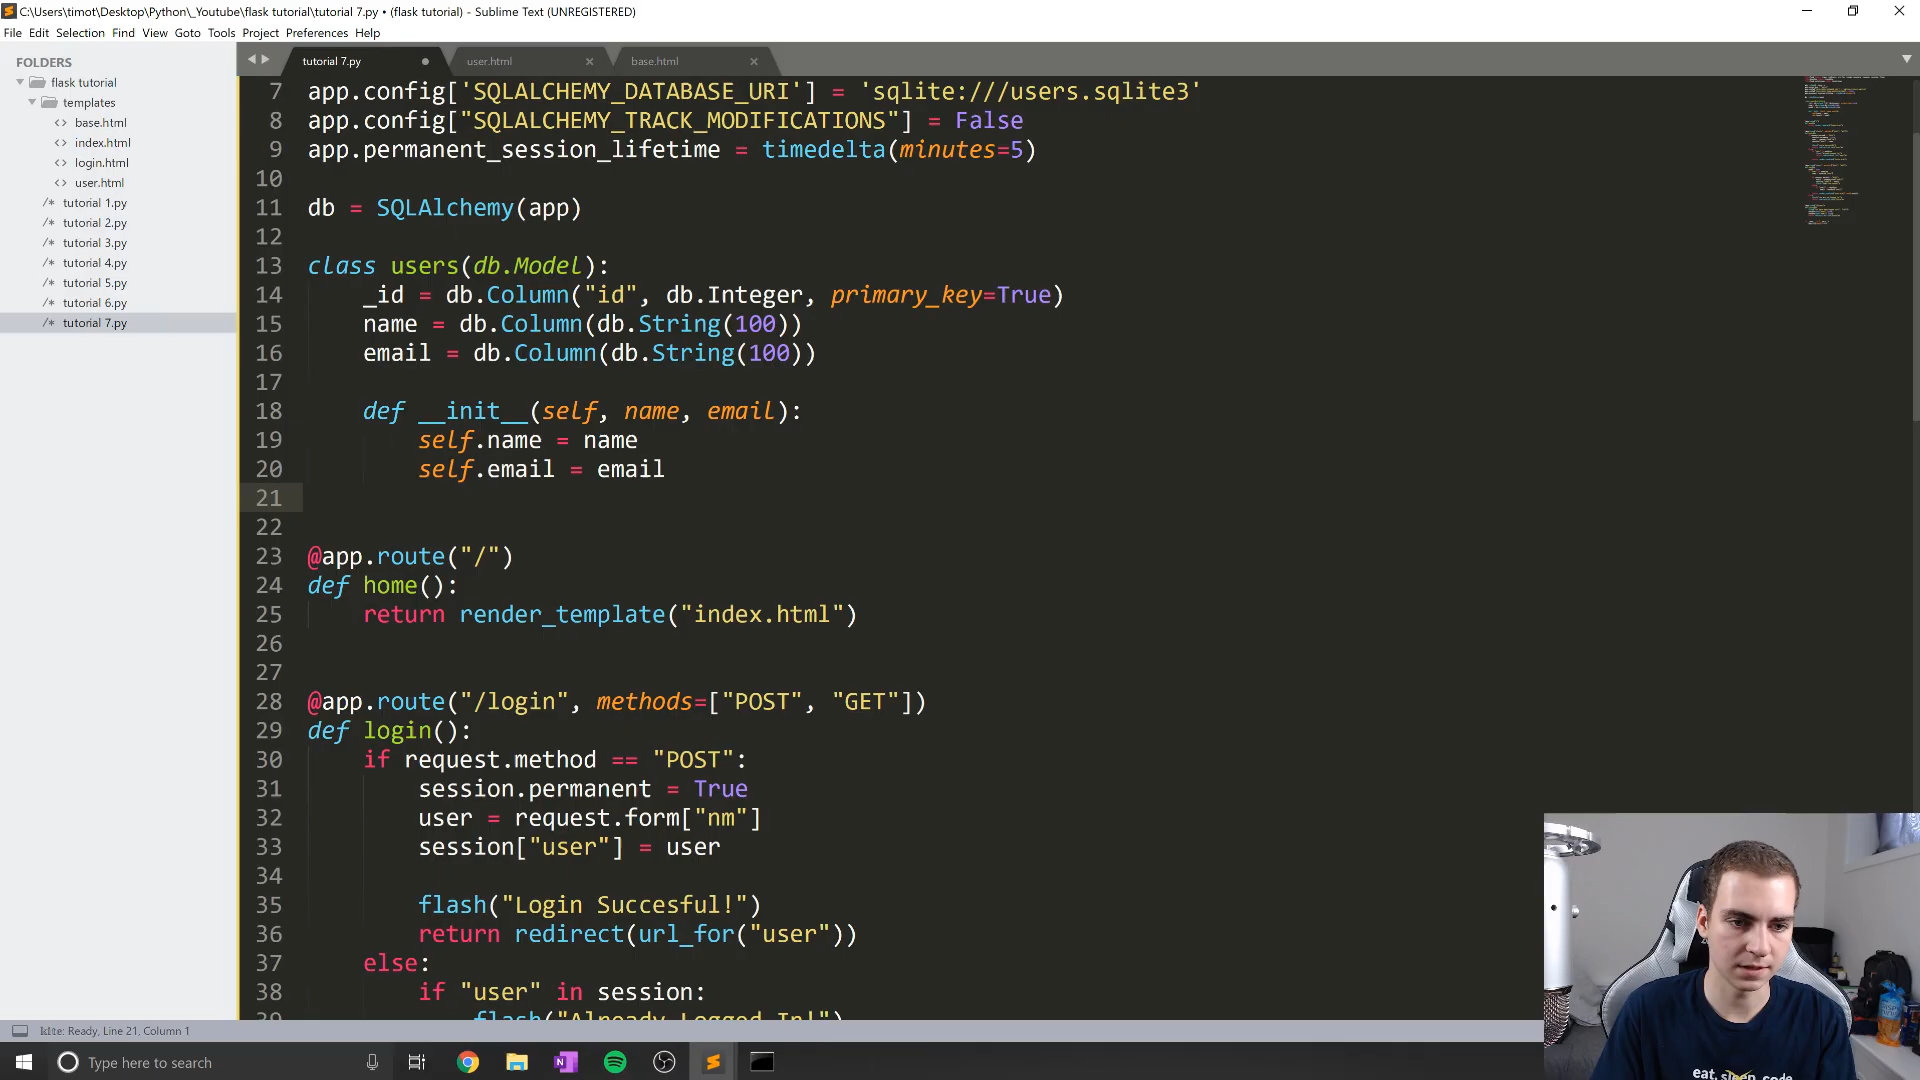 C:\Users\timot\Desktop\Python\_Youtube\flask tutorial\tutorial 7.py • (flask tutorial) - Sublime Text (UNREGISTERED)
File Edit Selection Find View Goto Tools Project Preferences Help
FOLDERS
flask tutorial
templates
<> base.html
<> index.html
<> login.html
<> user.html
/* tutorial 1.py
/* tutorial 2.py
/* tutorial 3.py
/* tutorial 4.py
/* tutorial 5.py
/* tutorial 6.py
/* tutorial 7.py
tutorial 7.py user.html base.html
7 app.config['SQLALCHEMY_DATABASE_URI'] = 'sqlite:///users.sqlite3'
8 app.config["SQLALCHEMY_TRACK_MODIFICATIONS"] = False
9 app.permanent_session_lifetime = timedelta(minutes=5)
10
11 db = SQLAlchemy(app)
12
13 class users(db.Model):
14     _id = db.Column("id", db.Integer, primary_key=True)
15     name = db.Column(db.String(100))
16     email = db.Column(db.String(100))
17
18     def __init__(self, name, email):
19         self.name = name
20         self.email = email
21
22
23 @app.route("/")
24 def home():
25     return render_template("index.html")
26
27
28 @app.route("/login", methods=["POST", "GET"])
29 def login():
30     if request.method == "POST":
31         session.permanent = True
32         user = request.form["nm"]
33         session["user"] = user
34
35         flash("Login Succesful!")
36         return redirect(url_for("user"))
37     else:
38         if "user" in session:
39             flash("Already Logged In!")
kite: Ready, Line 21, Column 1
Type here to search
eat, sleep, code